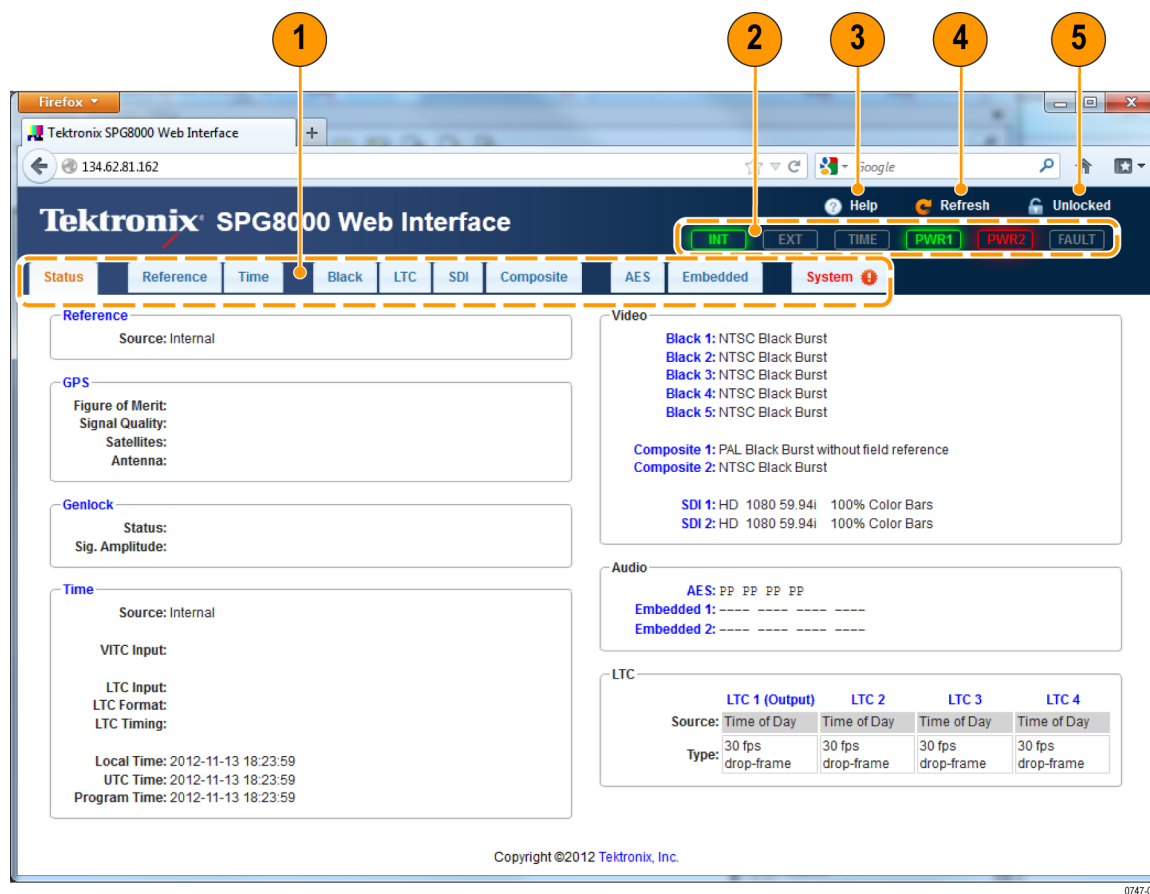 1 2 3 4 5
Firefox
Tektronix SPG8000 Web Interface +
134.62.81.162 Google
Help Refresh Unlocked
Tektronix SPG8000 Web Interface
INT EXT TIME PWR1 PWR2 FAULT
Status Reference Time Black LTC SDI Composite AES Embedded System
Reference
Source: Internal
GPS
Figure of Merit:
Signal Quality:
Satellites:
Antenna:
Genlock
Status:
Sig. Amplitude:
Time
Source: Internal
VITC Input:
LTC Input:
LTC Format:
LTC Timing:
Local Time: 2012-11-13 18:23:59
UTC Time: 2012-11-13 18:23:59
Program Time: 2012-11-13 18:23:59
Video
Black 1: NTSC Black Burst
Black 2: NTSC Black Burst
Black 3: NTSC Black Burst
Black 4: NTSC Black Burst
Black 5: NTSC Black Burst
Composite 1: PAL Black Burst without field reference
Composite 2: NTSC Black Burst
SDI 1: HD 1080 59.94i 100% Color Bars
SDI 2: HD 1080 59.94i 100% Color Bars
Audio
AES: PP PP PP PP
Embedded 1: ---- ---- ---- ----
Embedded 2: ---- ---- ---- ----
LTC
LTC 1 (Output) LTC 2 LTC 3 LTC 4
Source: Time of Day Time of Day Time of Day Time of Day
Type: 30 fps 30 fps 30 fps 30 fps
drop-frame drop-frame drop-frame drop-frame
Copyright ©2012 Tektronix, Inc.